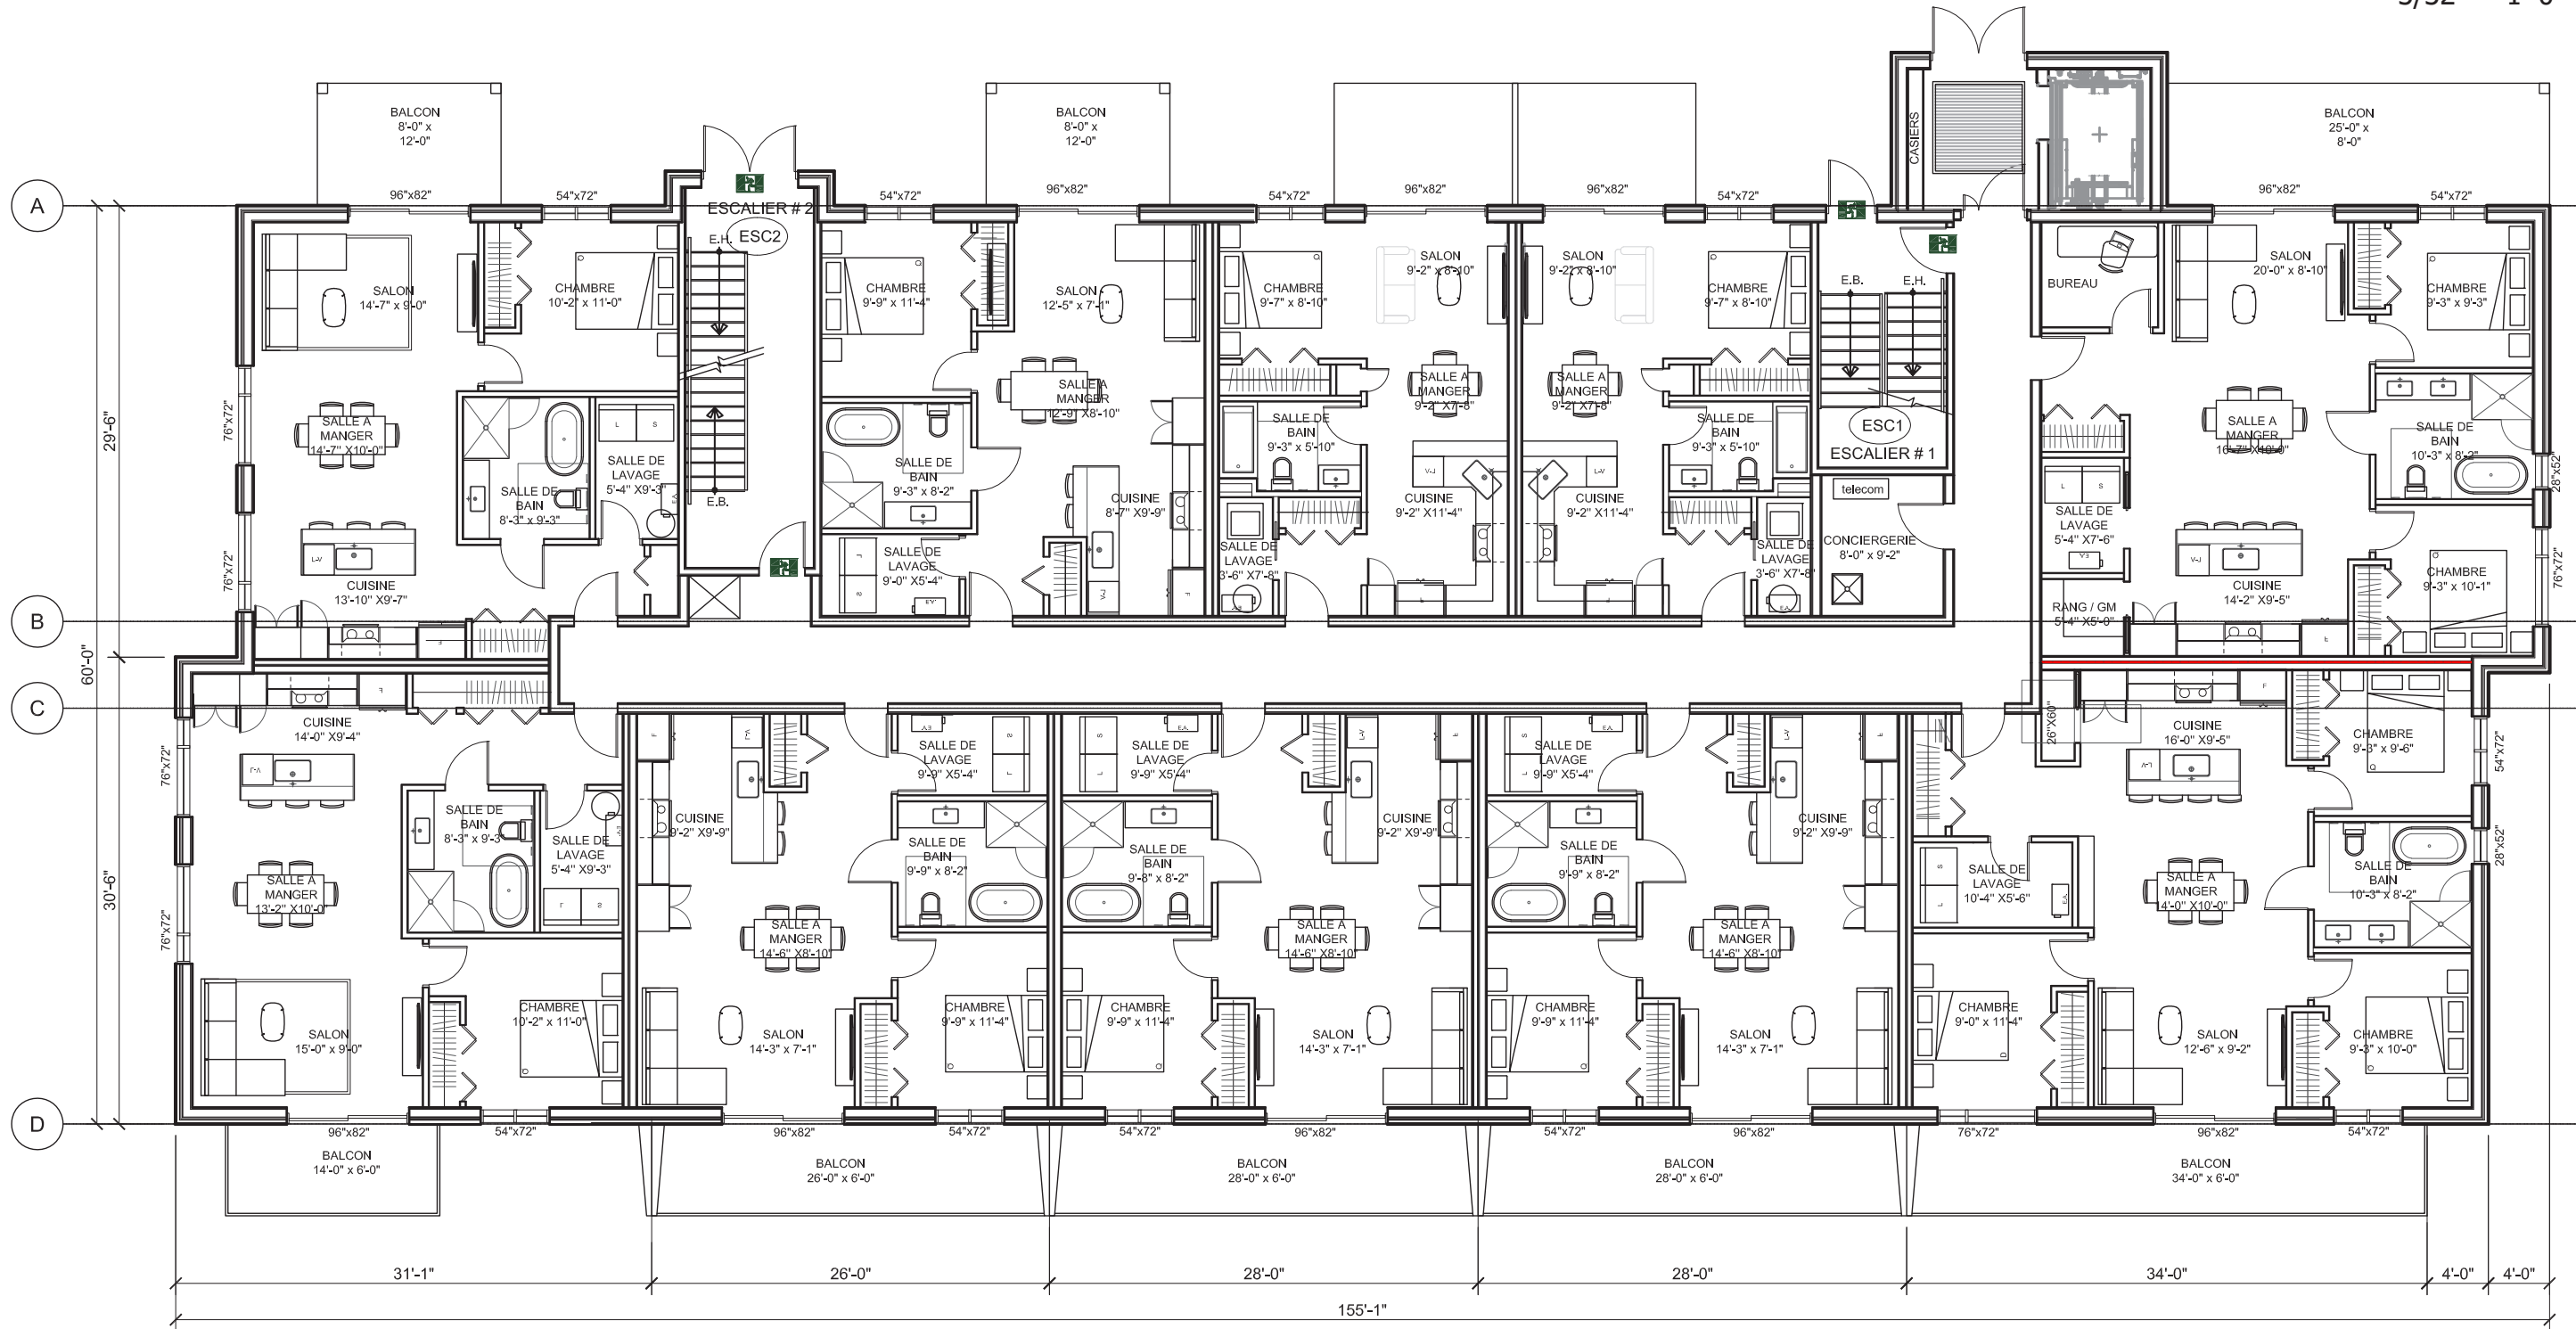 BALCON
8'-0" x
12'-0"
BALCON
8'-0" x
12'-0"
CASIERS
BALCON
25'-0" x
8'-0"
A
96"x82"
54"x72"
54"x72"
96"x82"
54"x72"
96"x82"
96"x82"
54"x72"
96"x82"
54"x72"
ESCALIER # 2
ESC2
E.H.
E.B.
SALON
14'-7" x 9'-0"
CHAMBRE
10'-2" x 11'-0"
CHAMBRE
9'-9" x 11'-4"
SALON
12'-5" x 7'-1"
CHAMBRE
9'-7" x 8'-10"
SALON
9'-2" x 8'-10"
SALON
9'-2" x 8'-10"
CHAMBRE
9'-7" x 8'-10"
E.B.
E.H.
ESC1
ESCALIER # 1
BUREAU
SALON
20'-0" x 8'-10"
CHAMBRE
9'-3" x 9'-3"
29'-6"
60'-0"
76"x72"
SALLE A
MANGER
14'-7" X10'-0"
SALLE DE
BAIN
8'-3" x 9'-3"
L
S
SALLE DE
LAVAGE
5'-4" X9'-3"
SALLE A
MANGER
12'-9" X8'-10"
SALLE DE
BAIN
9'-3" x 8'-2"
CUISINE
8'-7" X9'-9"
SALLE A
MANGER
9'-2" X7'-8"
SALLE DE
BAIN
9'-3" x 5'-10"
SALLE A
MANGER
9'-2" X7'-8"
SALLE DE
BAIN
9'-3" x 5'-10"
L-V
L-V
CUISINE
9'-2" X11'-4"
CUISINE
9'-2" X11'-4"
telecom
CONCIERGERIE
8'-0" x 9'-2"
SALLE A
MANGER
16'-7" X10'-0"
SALLE DE
BAIN
10'-3" x 8'-2"
28"x52"
L
S
SALLE DE
LAVAGE
5'-4" X7'-6"
E.A.
76"x72"
L-V
CUISINE
13'-10" X9'-7"
SALLE DE
LAVAGE
9'-0" X5'-4"
L
S
E.A.
L-V
F
SALLE DE
LAVAGE
3'-6" X7'-8"
SALLE DE
LAVAGE
3'-6" X7'-8"
E.A.
E.A.
L-V
CUISINE
14'-2" X9'-5"
CHAMBRE
9'-3" x 10'-1"
76"x72"
RANG / GM
5'-4" X5'-0"
F
B
C
CUISINE
14'-0" X9'-4"
F
76"x72"
L-V
SALLE DE
BAIN
8'-3" x 9'-3"
SALLE DE
LAVAGE
5'-4" X9'-3"
L
S
F
L-V
CUISINE
9'-2" X9'-9"
E.A.
SALLE DE
LAVAGE
9'-9" X5'-4"
S
L
SALLE DE
BAIN
9'-9" x 8'-2"
E.A.
SALLE DE
LAVAGE
9'-9" X5'-4"
S
L
SALLE DE
BAIN
9'-8" x 8'-2"
L-V
F
CUISINE
9'-2" X9'-9"
E.A.
SALLE DE
LAVAGE
9'-9" X5'-4"
S
L
SALLE DE
BAIN
9'-9" x 8'-2"
L-V
F
CUISINE
9'-2" X9'-9"
26"X60"
CUISINE
16'-0" X9'-5"
F
L-V
CHAMBRE
9'-3" x 9'-6"
54"x72"
S
L
SALLE DE
LAVAGE
10'-4" X5'-6"
E.A.
SALLE DE
BAIN
10'-3" x 8'-2"
28"x52"
30'-6"
76"x72"
SALLE A
MANGER
13'-2" X10'-0"
SALLE A
MANGER
14'-6" X8'-10"
SALLE A
MANGER
14'-6" X8'-10"
SALLE A
MANGER
14'-6" X8'-10"
SALLE A
MANGER
14'-0" X10'-0"
SALON
15'-0" x 9'-0"
CHAMBRE
10'-2" x 11'-0"
SALON
14'-3" x 7'-1"
CHAMBRE
9'-9" x 11'-4"
CHAMBRE
9'-9" x 11'-4"
SALON
14'-3" x 7'-1"
CHAMBRE
9'-9" x 11'-4"
SALON
14'-3" x 7'-1"
CHAMBRE
9'-0" x 11'-4"
SALON
12'-6" x 9'-2"
CHAMBRE
9'-3" x 10'-0"
D
96"x82"
54"x72"
96"x82"
54"x72"
54"x72"
96"x82"
54"x72"
96"x82"
76"x72"
96"x82"
54"x72"
BALCON
14'-0" x 6'-0"
BALCON
26'-0" x 6'-0"
BALCON
28'-0" x 6'-0"
BALCON
28'-0" x 6'-0"
BALCON
34'-0" x 6'-0"
31'-1"
26'-0"
28'-0"
28'-0"
34'-0"
4'-0"
4'-0"
155'-1"